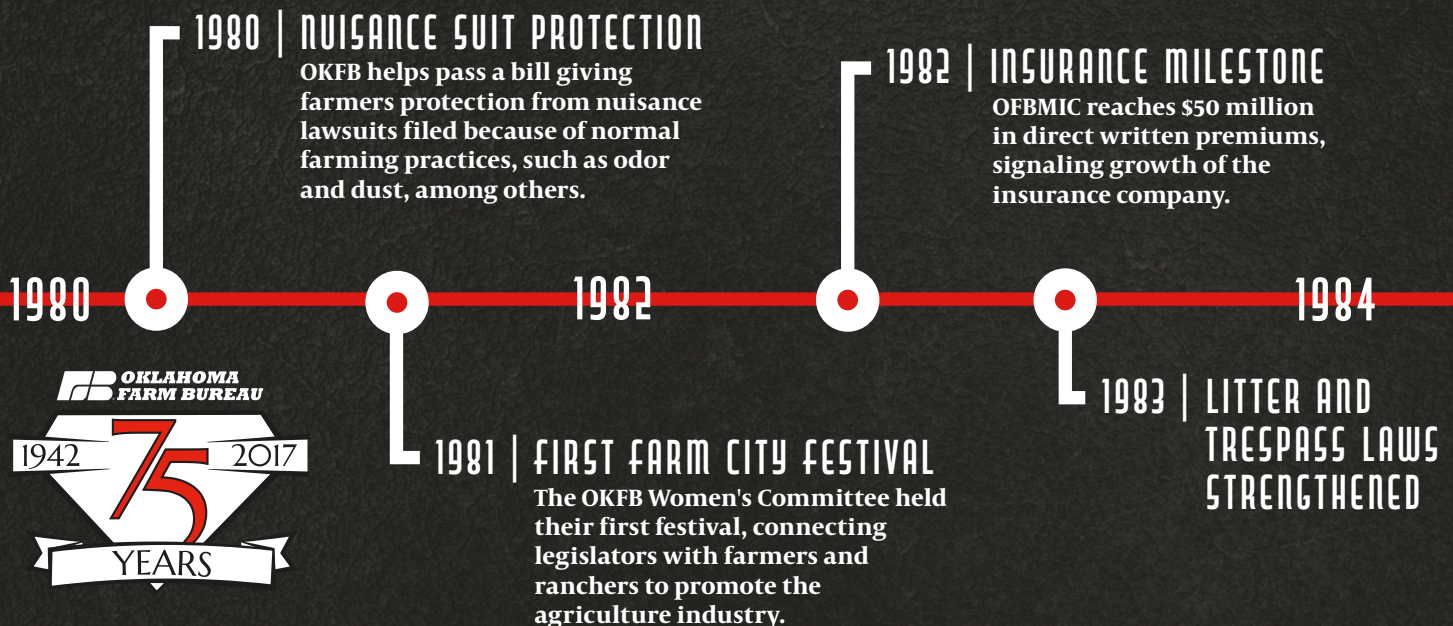 1980 | NUISANCE SUIT PROTECTION
OKFB helps pass a bill giving
farmers protection from nuisance
lawsuits filed because of normal
farming practices, such as odor
and dust, among others.
1982 | INSURANCE MILESTONE
OFBMIC reaches $50 million
in direct written premiums,
signaling growth of the
insurance company.
1980
1982
1984
OKLAHOMA
FARM BUREAU
1942
75
2017
YEARS
1981 | FIRST FARM CITY FESTIVAL
The OKFB Women's Committee held
their first festival, connecting
legislators with farmers and
ranchers to promote the
agriculture industry.
1983 | LITTER AND
TRESPASS LAWS
STRENGTHENED